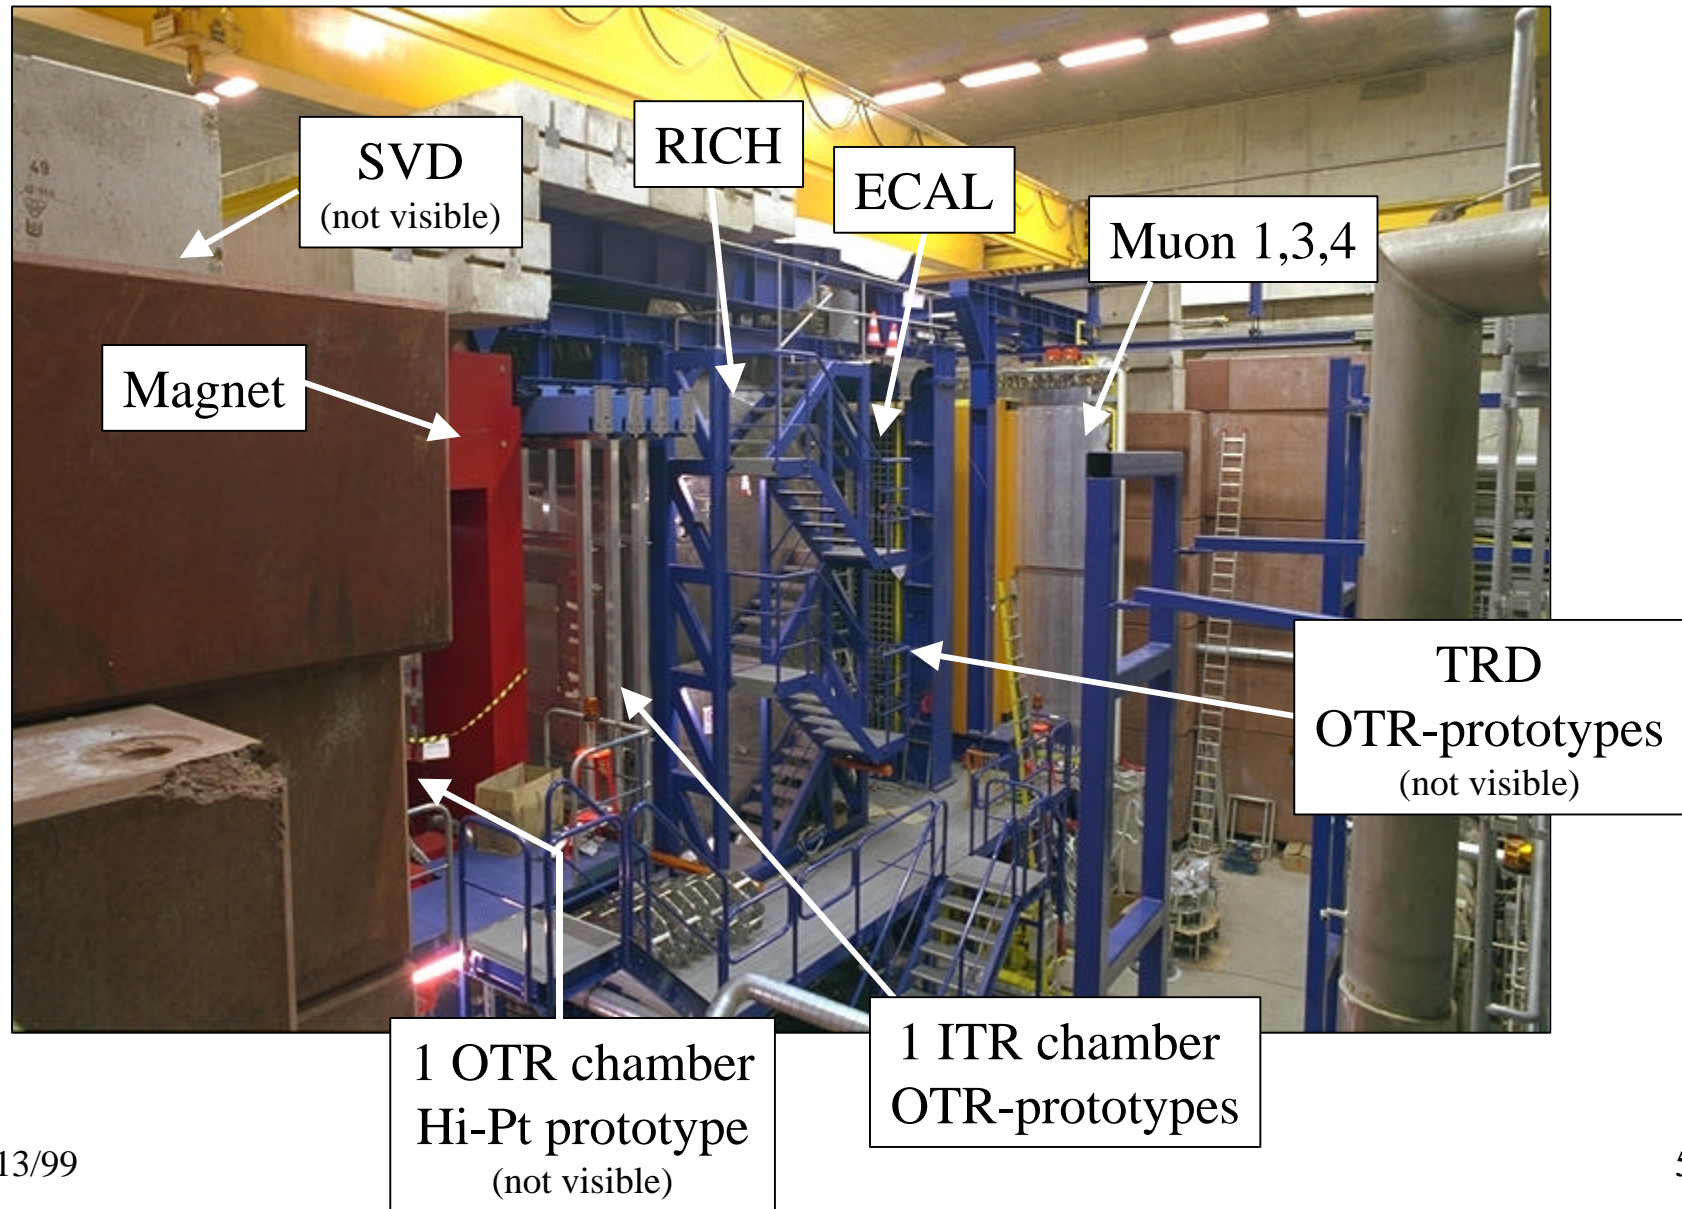 49
SVD
(not visible)
RICH
ECAL
Muon 1,3,4
Magnet
TRD
OTR-prototypes
(not visible)
1 OTR chamber
Hi-Pt prototype
(not visible)
1 ITR chamber
OTR-prototypes
13/99